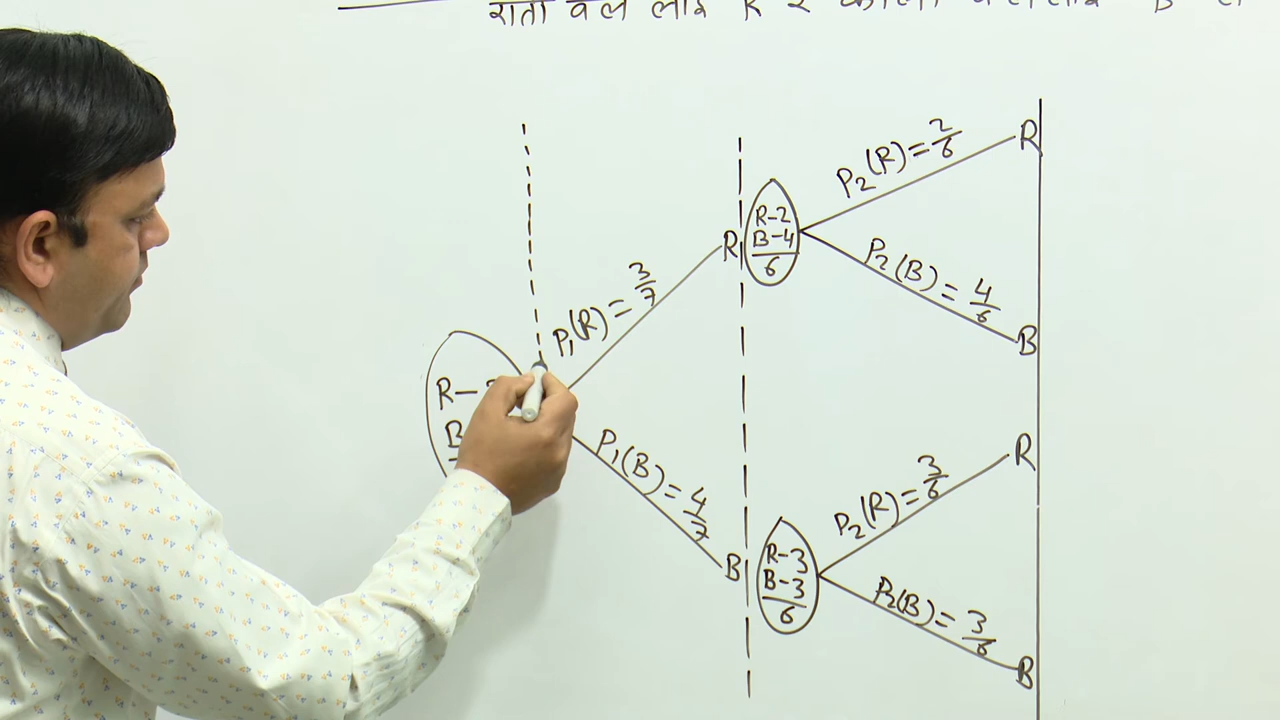 R
P₂(R) = 2/6
R
R-2
B-4
6
P₂(B) = 4/6
B
P₁(R) = 3/7
R-
B
P₁(B) = 4/7
B
R
P₂(R) = 3/6
R-3
B-3
6
P₂(B) = 3/6
B